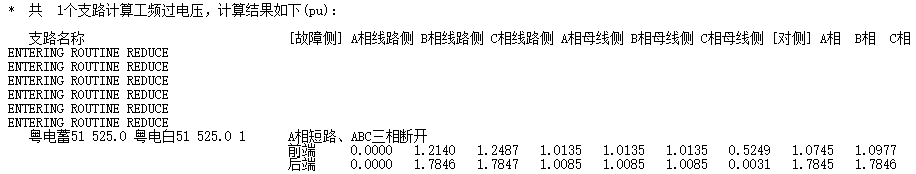 * 共 1个支路计算工频过电压，计算结果如下(pu)：
支路名称 [故障侧] A相线路侧 B相线路侧 C相线路侧 A相母线侧 B相母线侧 C相母线侧 [对侧] A相 B相 C相
ENTERING ROUTINE REDUCE
ENTERING ROUTINE REDUCE
ENTERING ROUTINE REDUCE
ENTERING ROUTINE REDUCE
ENTERING ROUTINE REDUCE
ENTERING ROUTINE REDUCE
粤电蓄51 525.0 粤电白51 525.0 1 A相短路、ABC三相断开
前端 0.0000 1.2140 1.2487 1.0135 1.0135 1.0135 0.5249 1.0745 1.0977
后端 0.0000 1.7846 1.7847 1.0085 1.0085 1.0085 0.0031 1.7845 1.7846